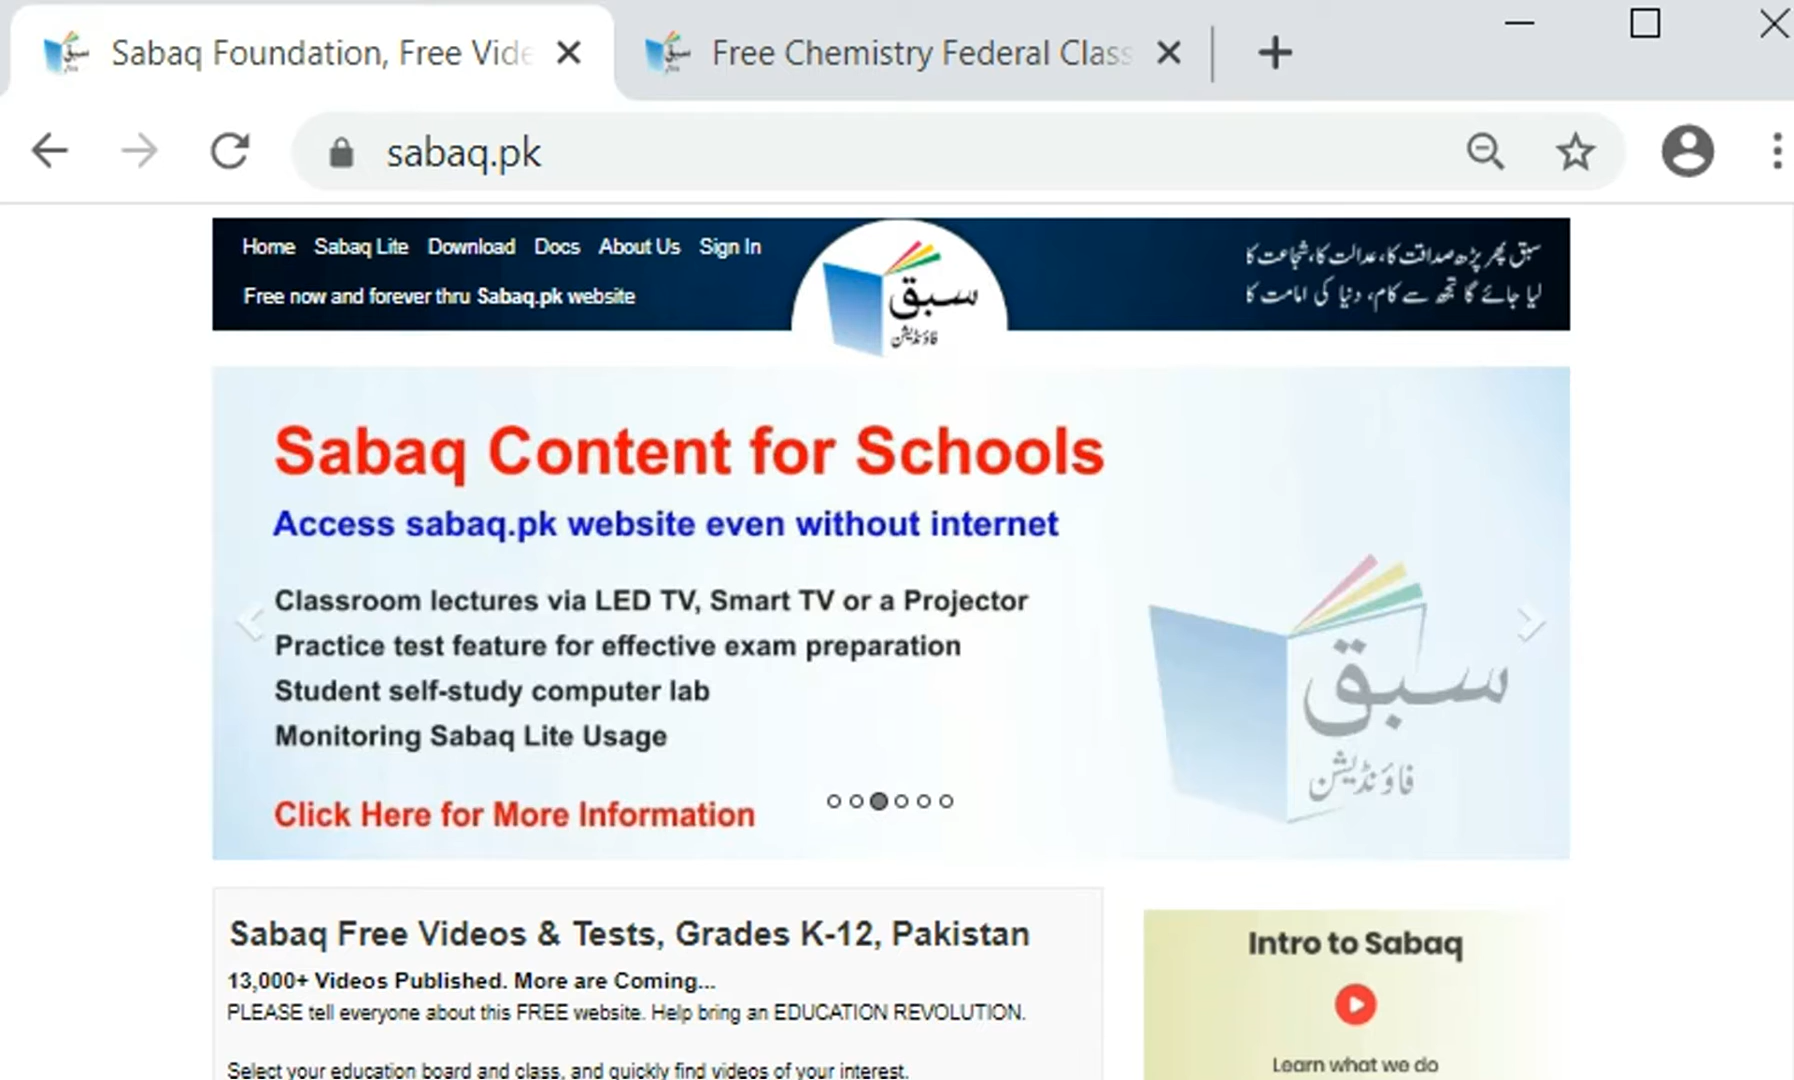 Sabaq Foundation, Free Vide
Free Chemistry Federal Class
sabaq.pk
Home Sabaq Lite Download Docs About Us Sign In
Free now and forever thru Sabaq.pk website
سبق
فاؤنڈیشن
سبق پھر پڑھ صداقت کا، عدالت کا، شجاعت کا
لیا جائے گا تجھ سے کام، دنیا کی امامت کا
Sabaq Content for Schools
Access sabaq.pk website even without internet
Classroom lectures via LED TV, Smart TV or a Projector
Practice test feature for effective exam preparation
Student self-study computer lab
Monitoring Sabaq Lite Usage
Click Here for More Information
سبق
فاؤنڈیشن
Sabaq Free Videos & Tests, Grades K-12, Pakistan
13,000+ Videos Published. More are Coming...
PLEASE tell everyone about this FREE website. Help bring an EDUCATION REVOLUTION.
Select your education board and class, and quickly find videos of your interest.
Intro to Sabaq
Learn what we do